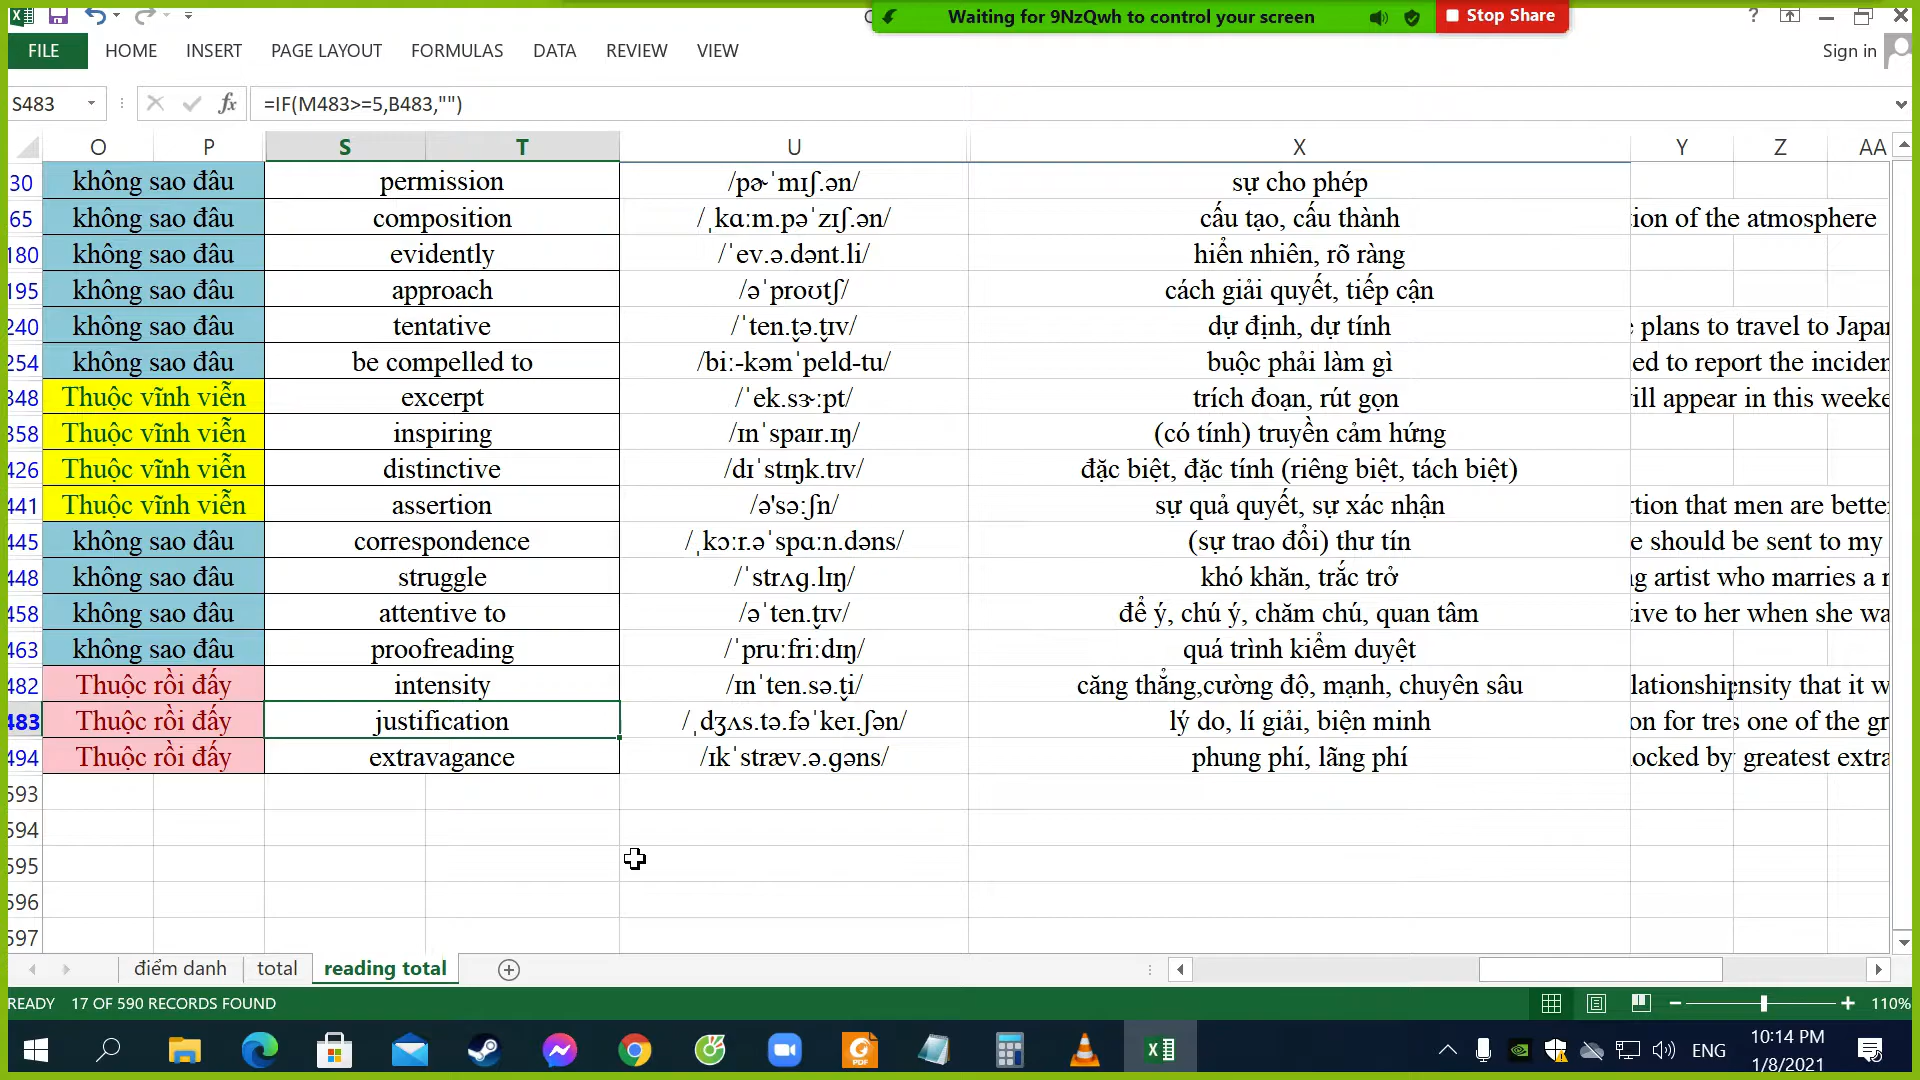 Waiting for 9NzQwh to control your screen
Stop Share
?
FILE HOME INSERT PAGE LAYOUT FORMULAS DATA REVIEW VIEW
Sign in
S483
fx
=IF(M483>=5,B483,"")
O P S T U X Y Z AA
30 không sao đâu permission /pɚˈmɪʃ.ən/ sự cho phép
65 không sao đâu composition /ˌkɑːm.pəˈzɪʃ.ən/ cấu tạo, cấu thành tion of the atmosphere
180 không sao đâu evidently /ˈev.ə.dənt.li/ hiển nhiên, rõ ràng
195 không sao đâu approach /əˈproʊtʃ/ cách giải quyết, tiếp cận
240 không sao đâu tentative /ˈten.t̬ə.t̬ɪv/ dự định, dự tính plans to travel to Japan
254 không sao đâu be compelled to /biː-kəmˈpeld-tu/ buộc phải làm gì ed to report the inciden
348 Thuộc vĩnh viễn excerpt /ˈek.sɝːpt/ trích đoạn, rút gọn ill appear in this weeke
358 Thuộc vĩnh viễn inspiring /ɪnˈspaɪr.ɪŋ/ (có tính) truyền cảm hứng
426 Thuộc vĩnh viễn distinctive /dɪˈstɪŋk.tɪv/ đặc biệt, đặc tính (riêng biệt, tách biệt)
441 Thuộc vĩnh viễn assertion /ə'səːʃn/ sự quả quyết, sự xác nhận rtion that men are bette
445 không sao đâu correspondence /ˌkɔːr.əˈspɑːn.dəns/ (sự trao đổi) thư tín e should be sent to my
448 không sao đâu struggle /ˈstrʌɡ.lɪŋ/ khó khăn, trắc trở g artist who marries a r
458 không sao đâu attentive to /əˈten.t̬ɪv/ để ý, chú ý, chăm chú, quan tâm tive to her when she wa
463 không sao đâu proofreading /ˈpruːfriːdɪŋ/ quá trình kiểm duyệt
482 Thuộc rồi đấy intensity /ɪnˈten.sə.t̬i/ căng thẳng,cường độ, mạnh, chuyên sâu lationship nsity that it w
483 Thuộc rồi đấy justification /ˌdʒʌs.tə.fəˈkeɪ.ʃən/ lý do, lí giải, biện minh on for tres one of the gr
494 Thuộc rồi đấy extravagance /ɪkˈstræv.ə.ɡəns/ phung phí, lãng phí ocked by greatest extra
593
594
595
596
597
điểm danh total reading total
READY 17 OF 590 RECORDS FOUND
110%
PDF
ENG
10:14 PM
1/8/2021